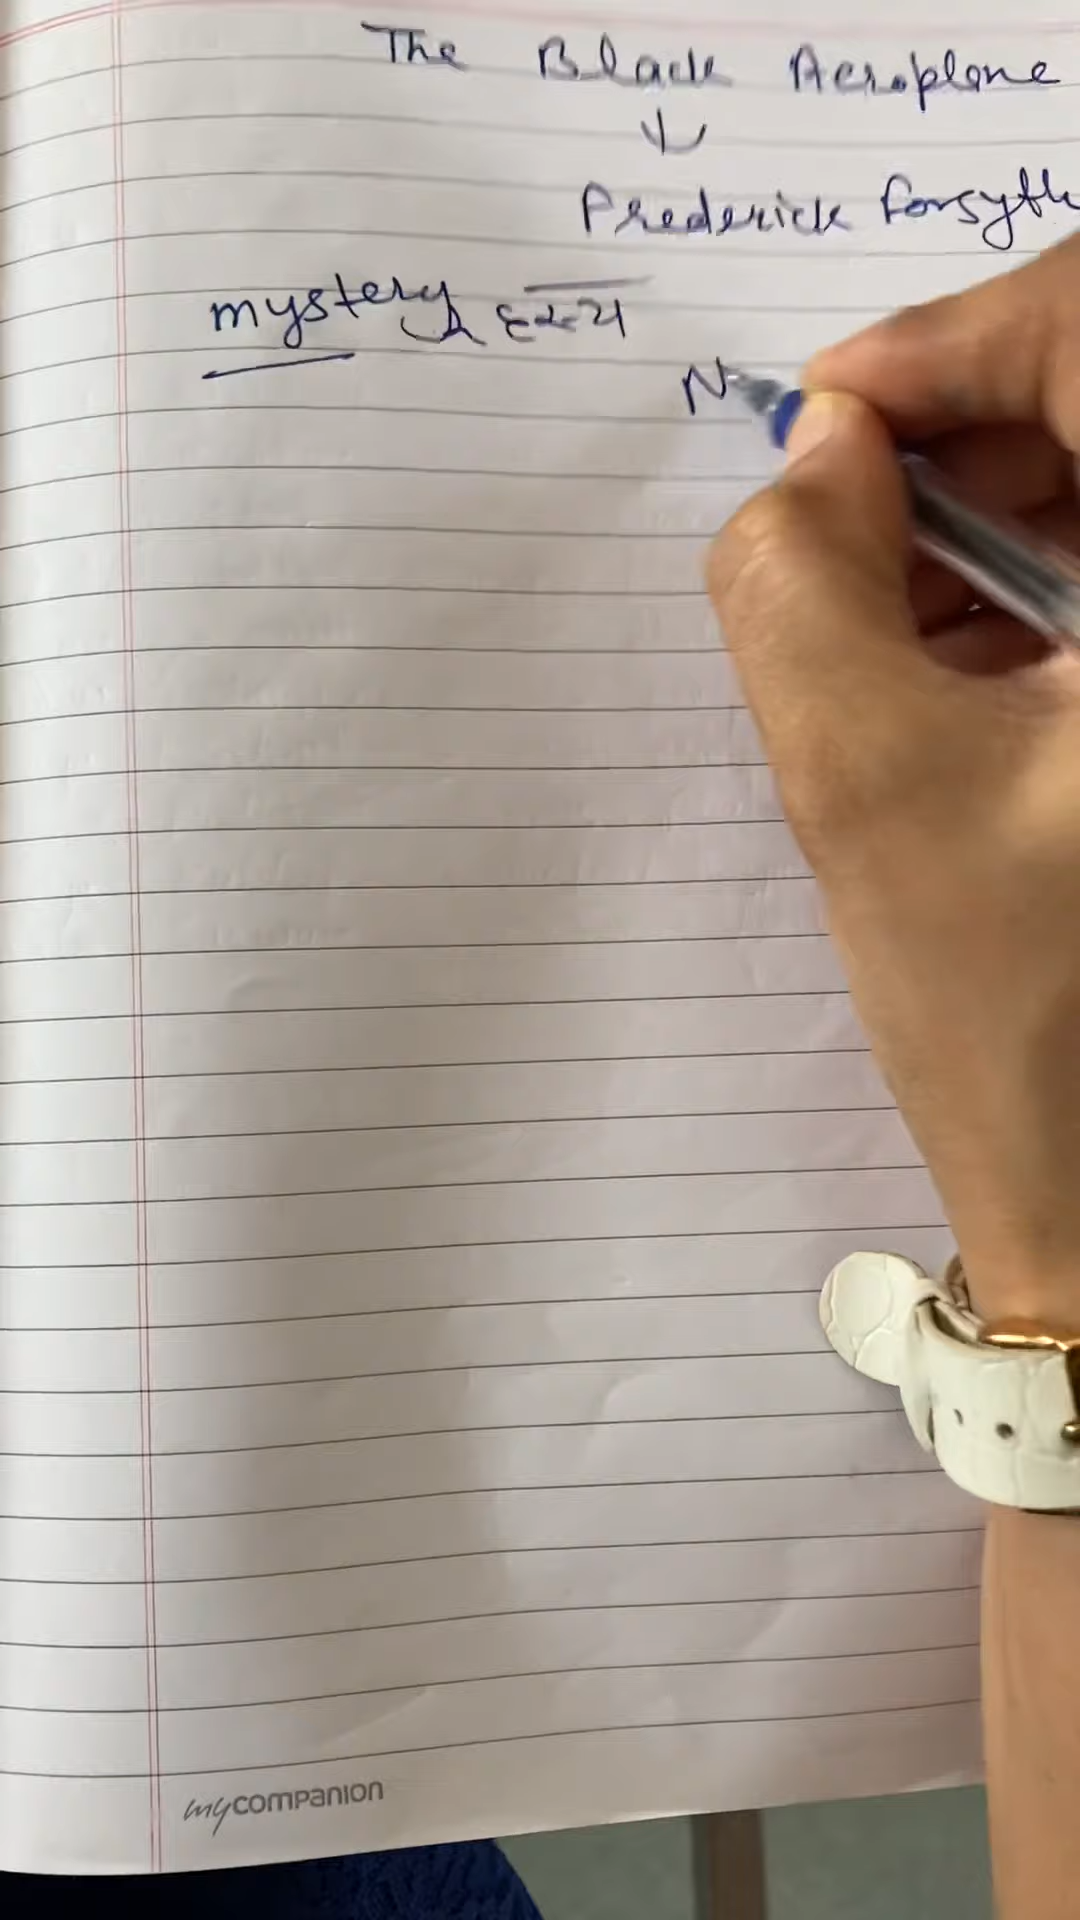 The Black Aeroplane
Frederick Forsyth
mystery रहस्य
N
mycompanion